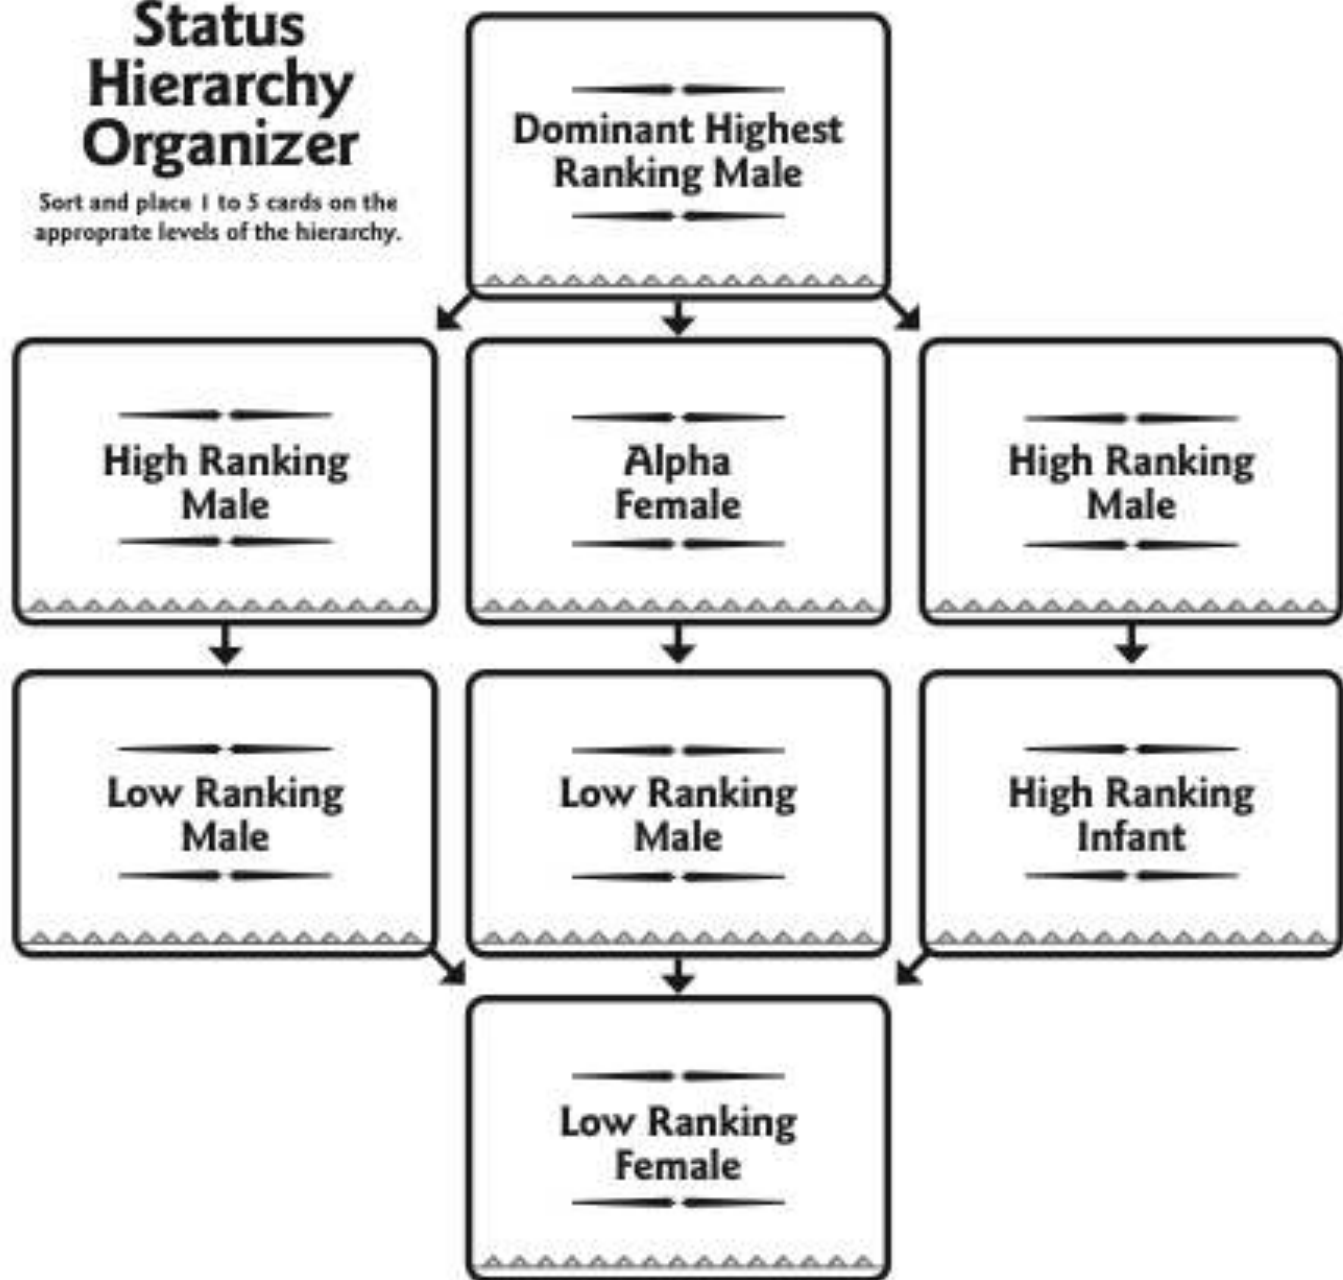 Status
Hierarchy
Organizer
Sort and place 1 to 5 cards on the
approprate levels of the hierarchy.
Dominant Highest
Ranking Male
High Ranking
Male
Alpha
Female
High Ranking
Male
Low Ranking
Male
Low Ranking
Male
High Ranking
Infant
Low Ranking
Female